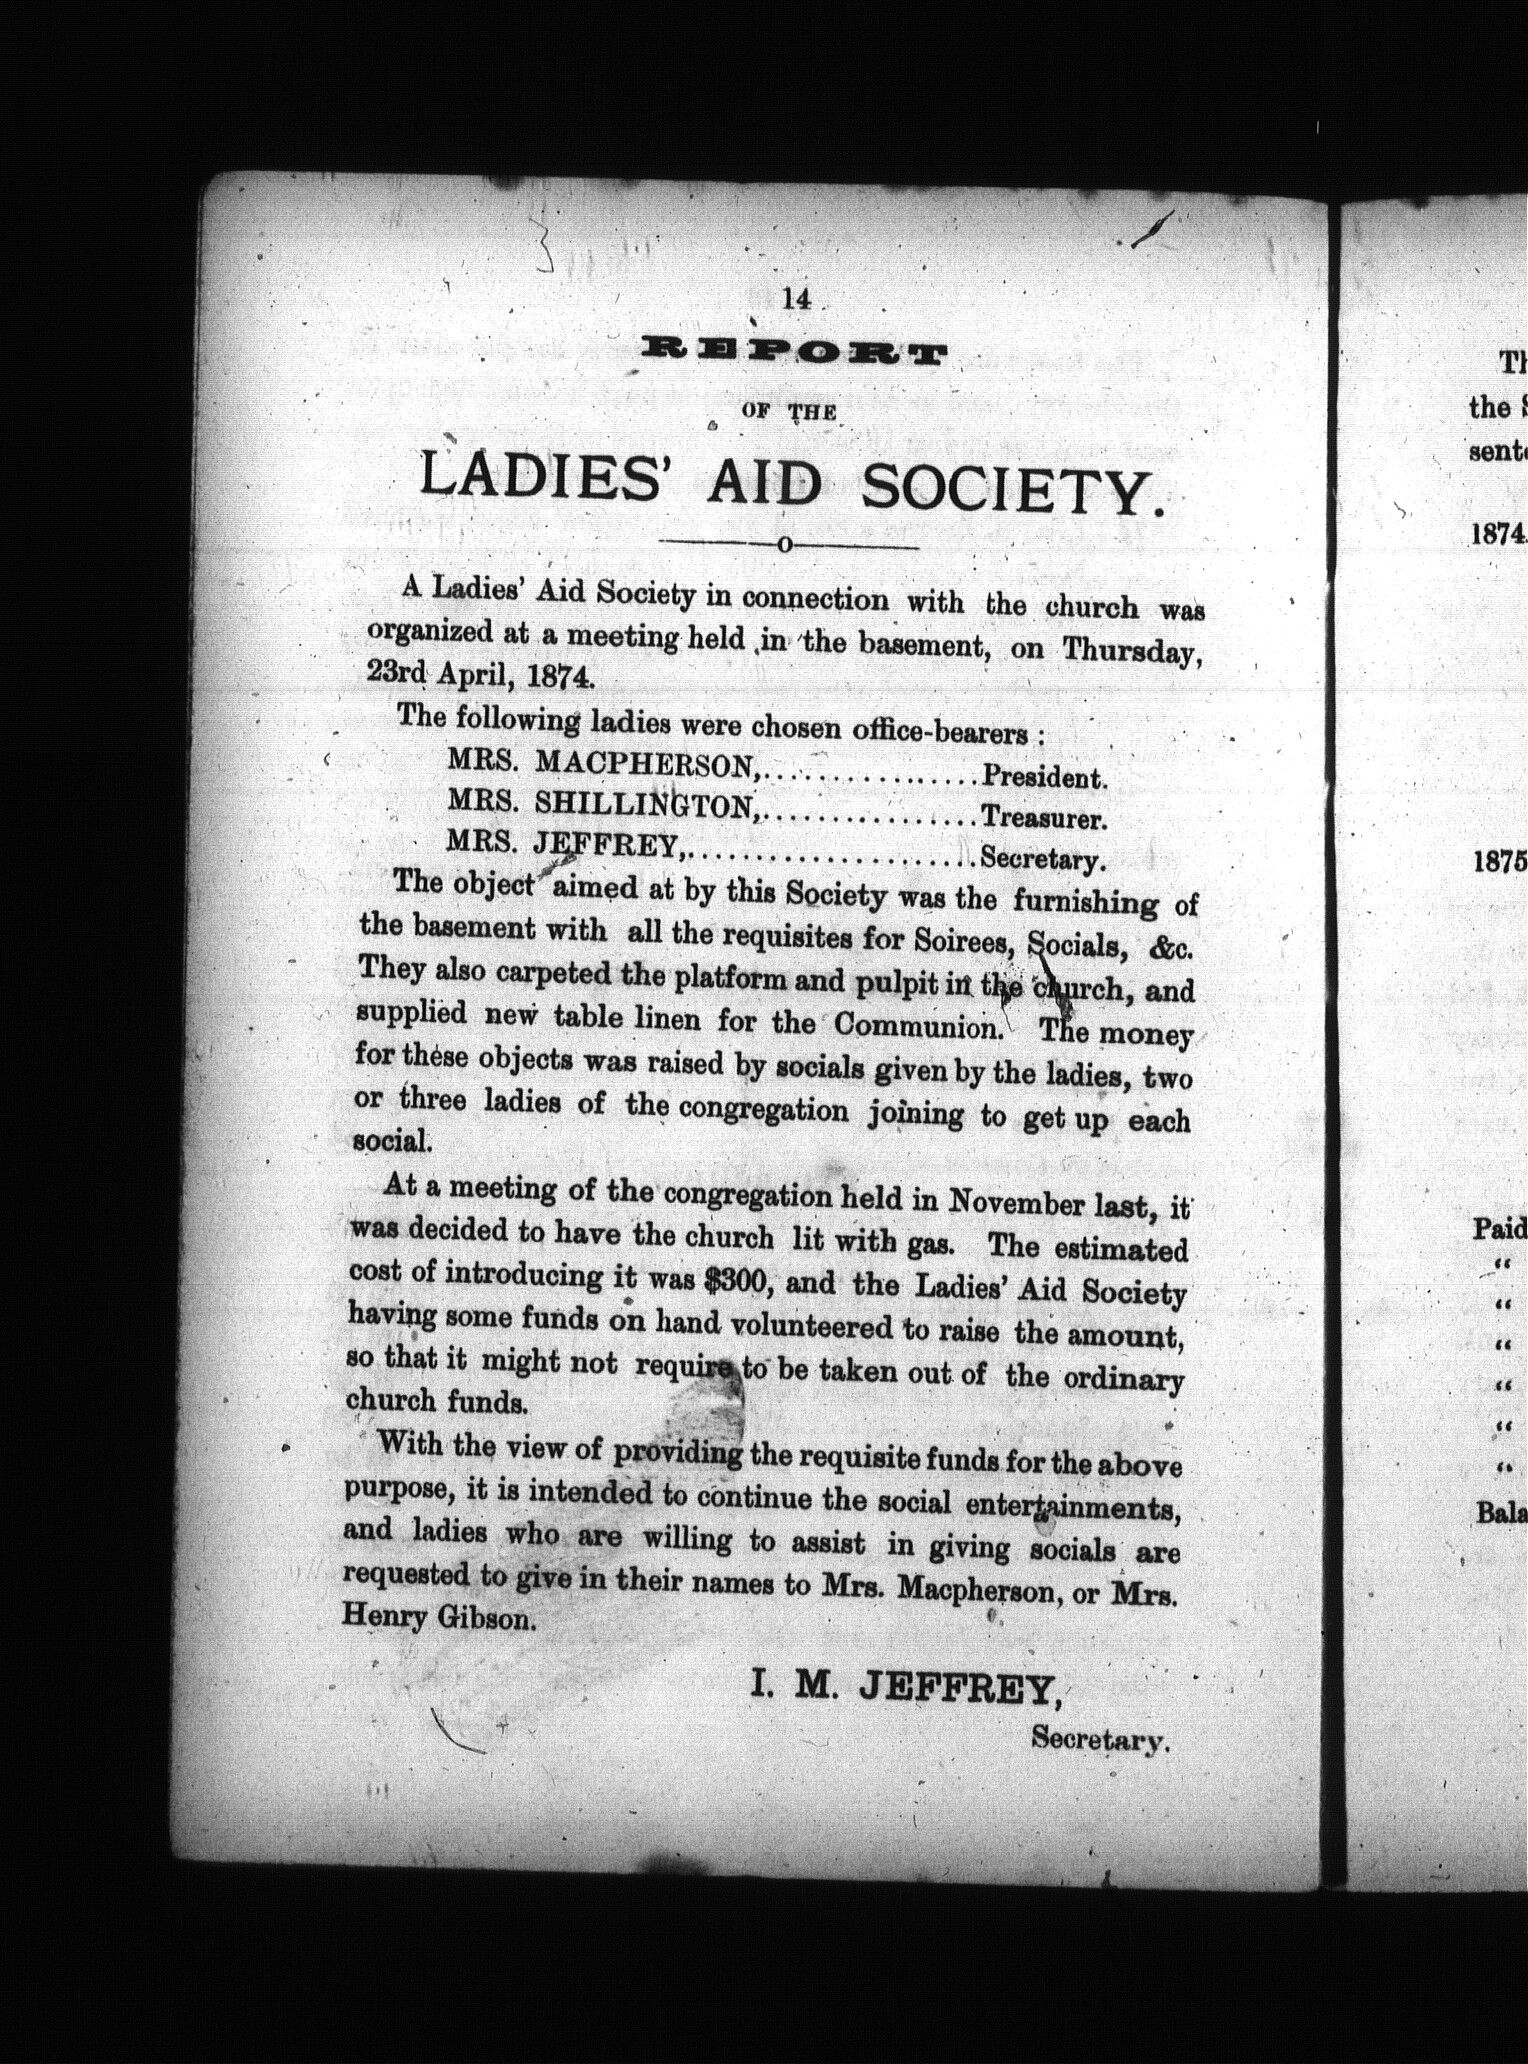 14
REPORT
OF THE
LADIES' AID SOCIETY.
A Ladies' Aid Society in connection with the church was
organized at a meeting held in the basement, on Thursday,
23rd April, 1874.
The following ladies were chosen office-bearers :
MRS. MACPHERSON,................President.
MRS. SHILLINGTON,................Treasurer.
MRS. JEFFREY,......................Secretary.
The object aimed at by this Society was the furnishing of
the basement with all the requisites for Soirees, Socials, &c.
They also carpeted the platform and pulpit in the church, and
supplied new table linen for the Communion. The money
for these objects was raised by socials given by the ladies, two
or three ladies of the congregation joining to get up each
social.
At a meeting of the congregation held in November last, it
was decided to have the church lit with gas. The estimated
cost of introducing it was $300, and the Ladies' Aid Society
having some funds on hand volunteered to raise the amount,
so that it might not require to be taken out of the ordinary
church funds.
With the view of providing the requisite funds for the above
purpose, it is intended to continue the social entertainments,
and ladies who are willing to assist in giving socials are
requested to give in their names to Mrs. Macpherson, or Mrs.
Henry Gibson.
I. M. JEFFREY,
Secretary.
the
1874.
1875
Paid
"
"
"
"
"
"